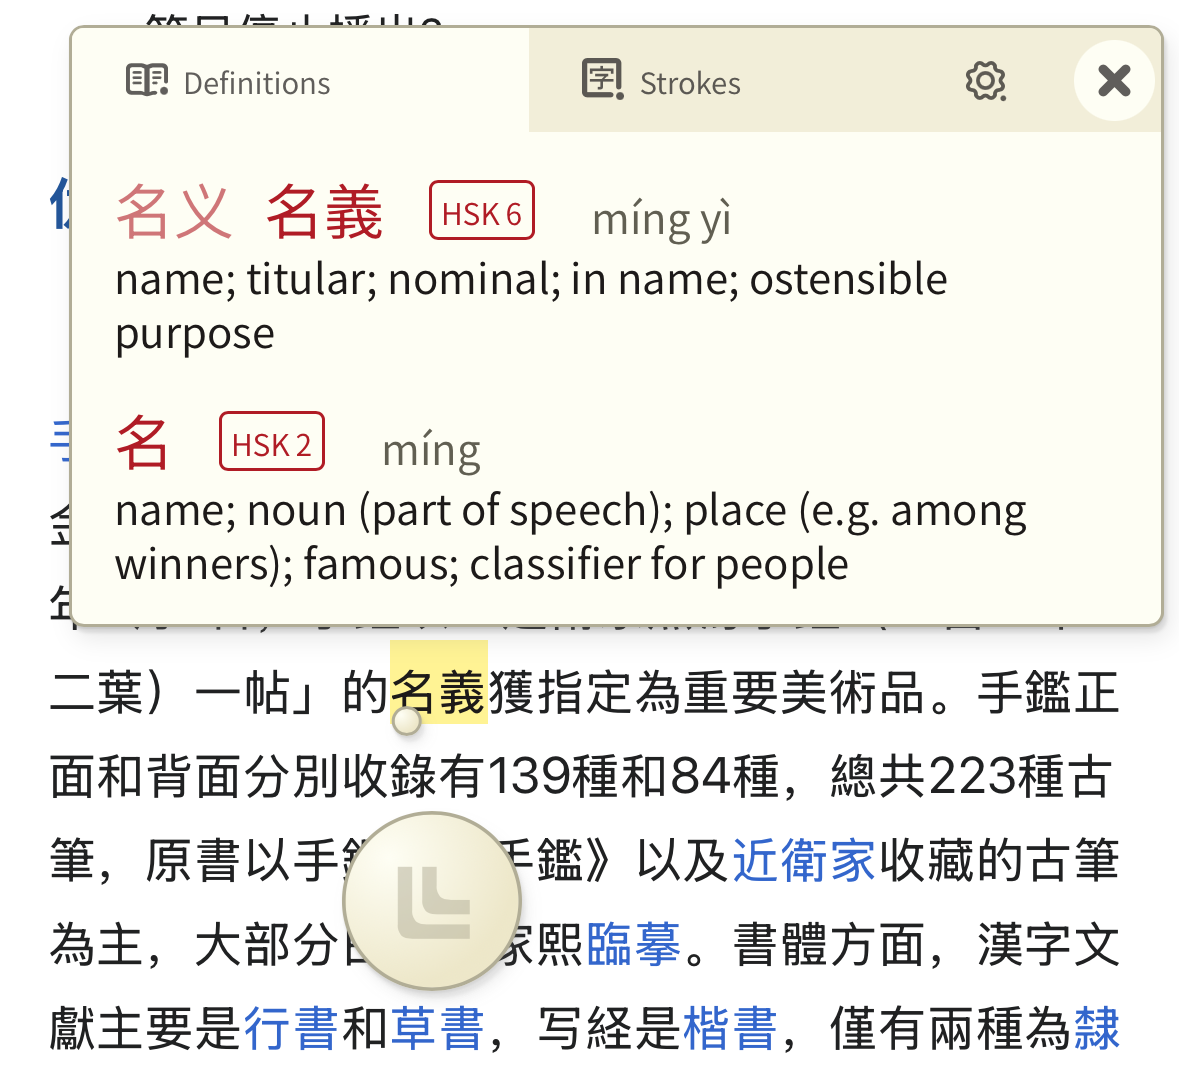 Definitions
Strokes
名义 名義 HSK 6 míng yì
name; titular; nominal; in name; ostensible
purpose
名 HSK 2 míng
name; noun (part of speech); place (e.g. among
winners); famous; classifier for people
二葉）一帖」的名義獲指定為重要美術品。手鑑正
面和背面分別收錄有139種和84種，總共223種古
筆，原書以手 手鑑》以及近衛家收藏的古筆
為主，大部分 家熙臨摹。書體方面，漢字文
獻主要是行書和草書，写経是楷書，僅有兩種為隸